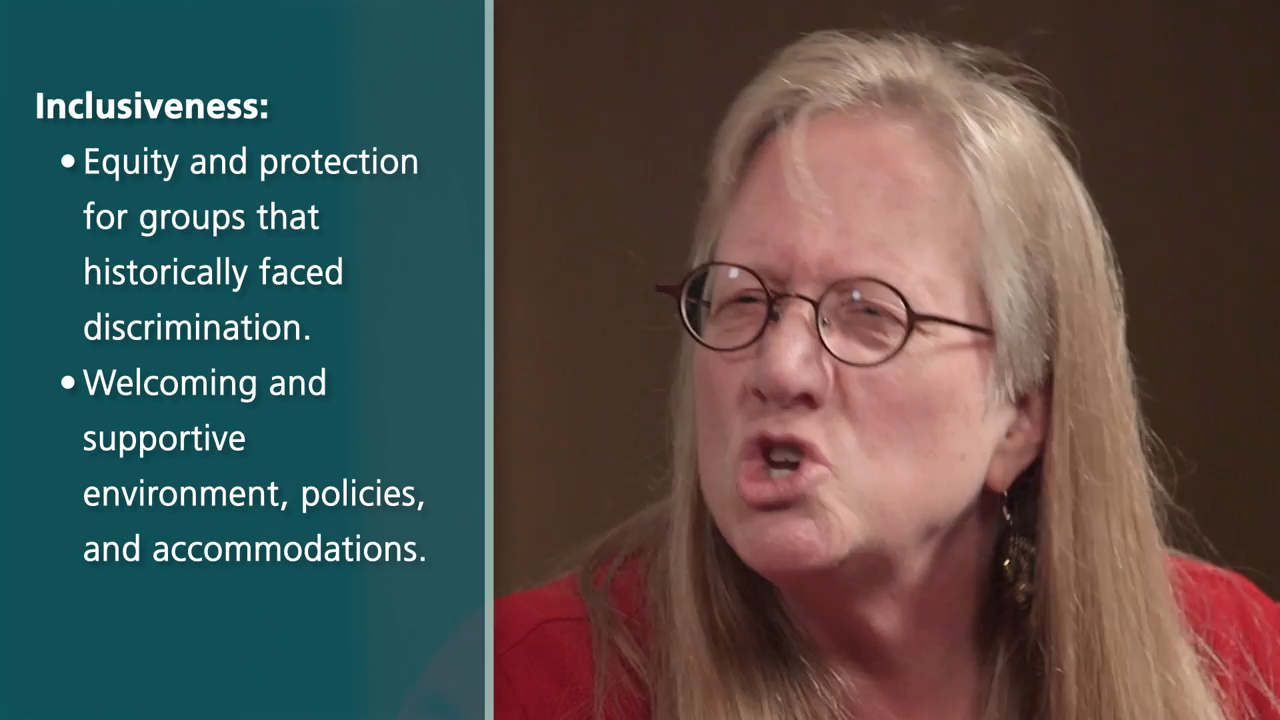 Inclusiveness:
• Equity and protection
for groups that
historically faced
discrimination.
• Welcoming and
supportive
environment, policies,
and accommodations.